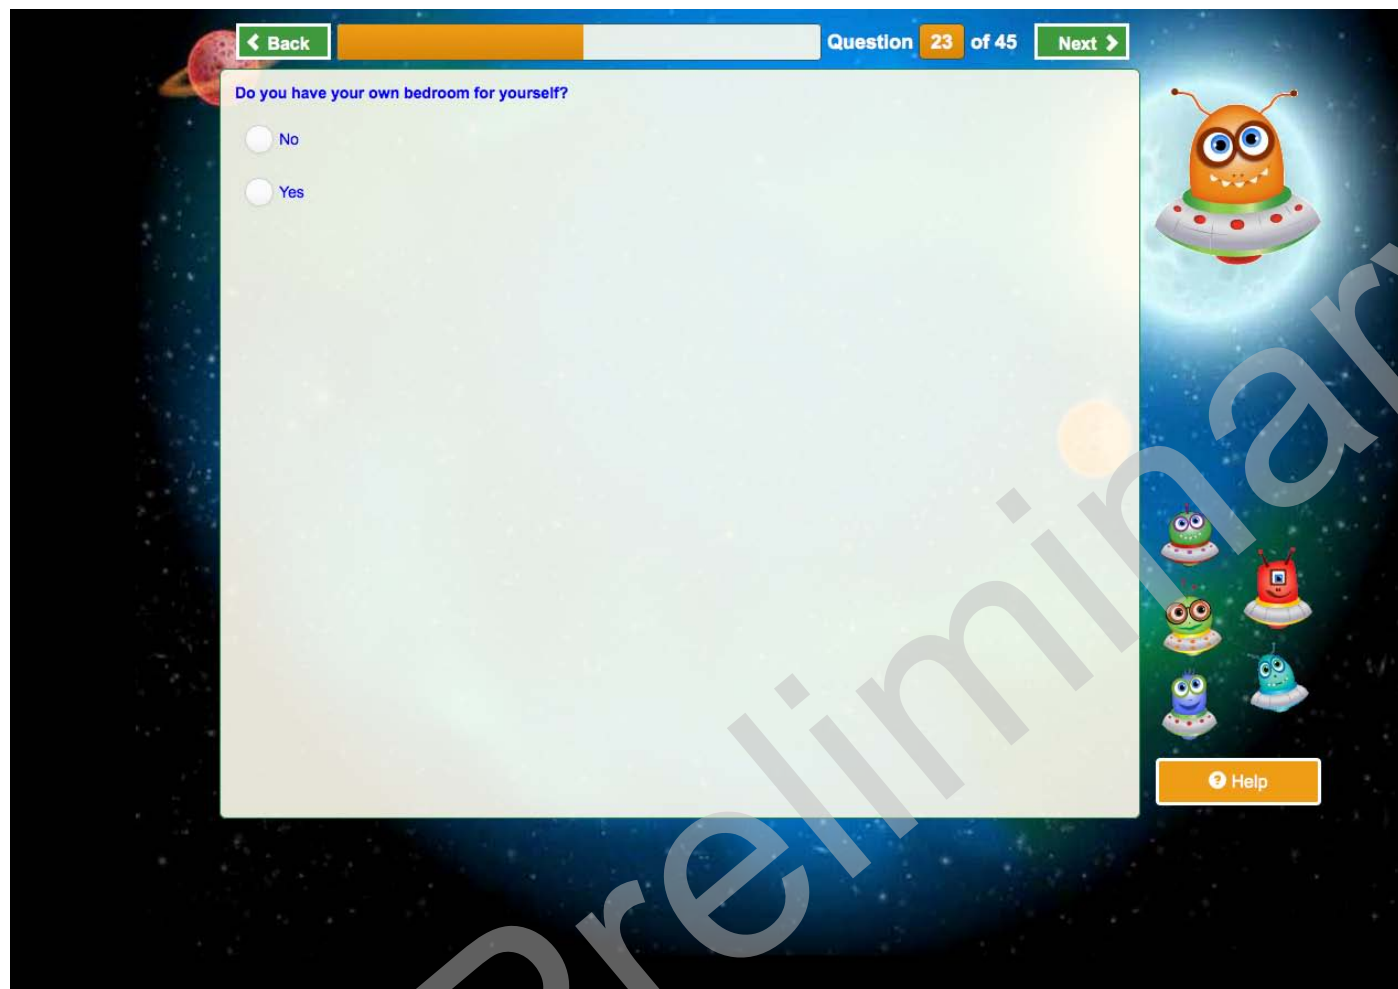 Back
Question 23 of 45
Next
Do you have your own bedroom for yourself?
No
Yes
Help
Preliminary